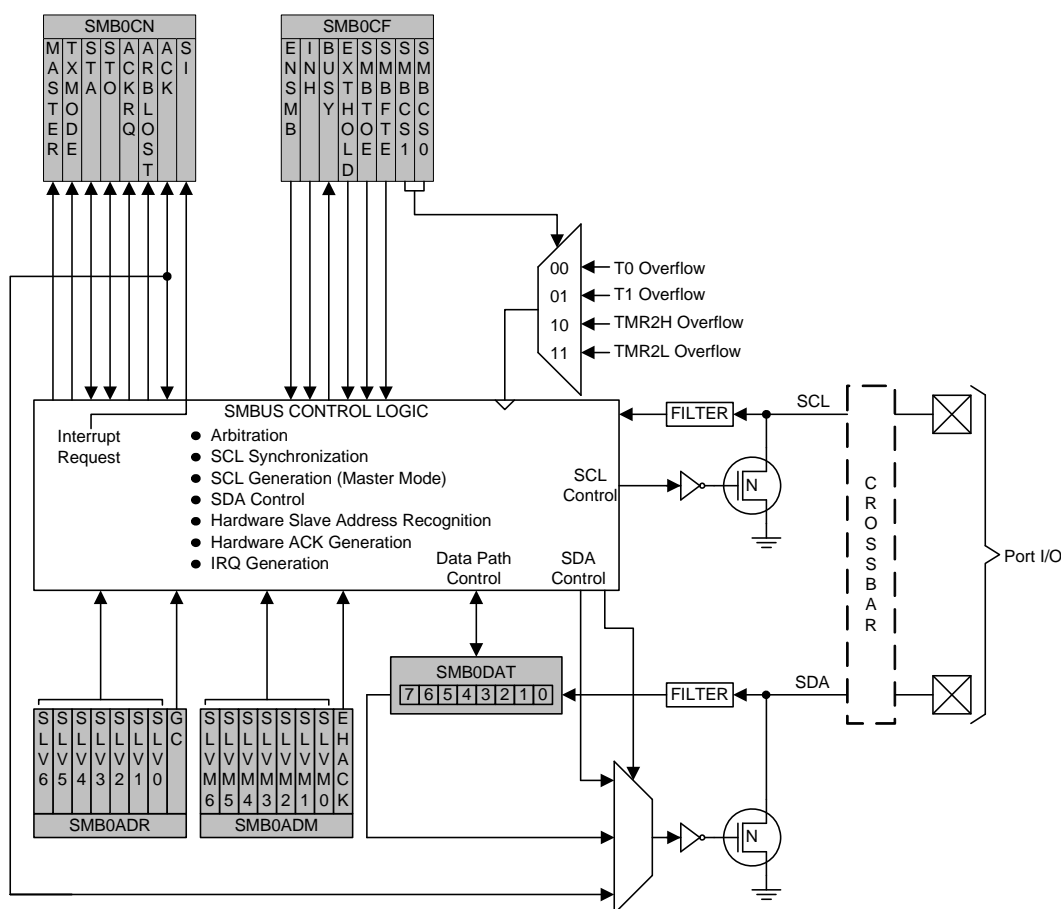 SMB0CN
MASTER
TXMODE
STA
STO
ACKRQ
ARBLOST
ACK
SI
SMB0CF
ENSMB
INH
BUSY
EXTHOLD
SMBTOE
SMBFTE
SMBCS1
SMBCS0
00
01
10
11
T0 Overflow
T1 Overflow
TMR2H Overflow
TMR2L Overflow
SMBUS CONTROL LOGIC
Interrupt
Request
● Arbitration
● SCL Synchronization
● SCL Generation (Master Mode)
● SDA Control
● Hardware Slave Address Recognition
● Hardware ACK Generation
● IRQ Generation
Data Path
Control
SDA
Control
SCL
Control
FILTER
SCL
N
CROSSBAR
Port I/O
SMB0DAT
7 6 5 4 3 2 1 0
FILTER
SDA
N
SLV6
SLV5
SLV4
SLV3
SLV2
SLV1
SLV0
GC
SMB0ADR
SLVM6
SLVM5
SLVM4
SLVM3
SLVM2
SLVM1
SLVM0
EHACK
SMB0ADM